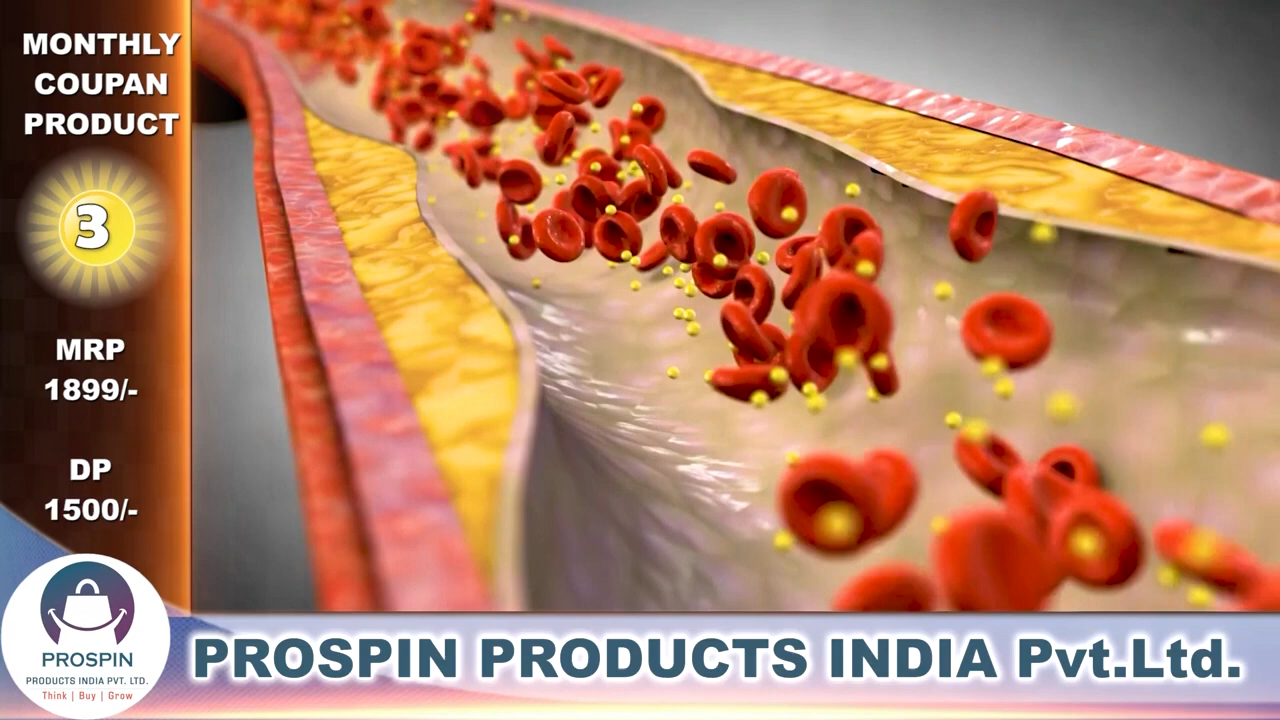 MONTHLY
COUPAN
PRODUCT
3
MRP
1899/-
DP
1500/-
PROSPIN
PRODUCTS INDIA PVT. LTD.
Think | Buy | Grow
PROSPIN PRODUCTS INDIA Pvt.Ltd.